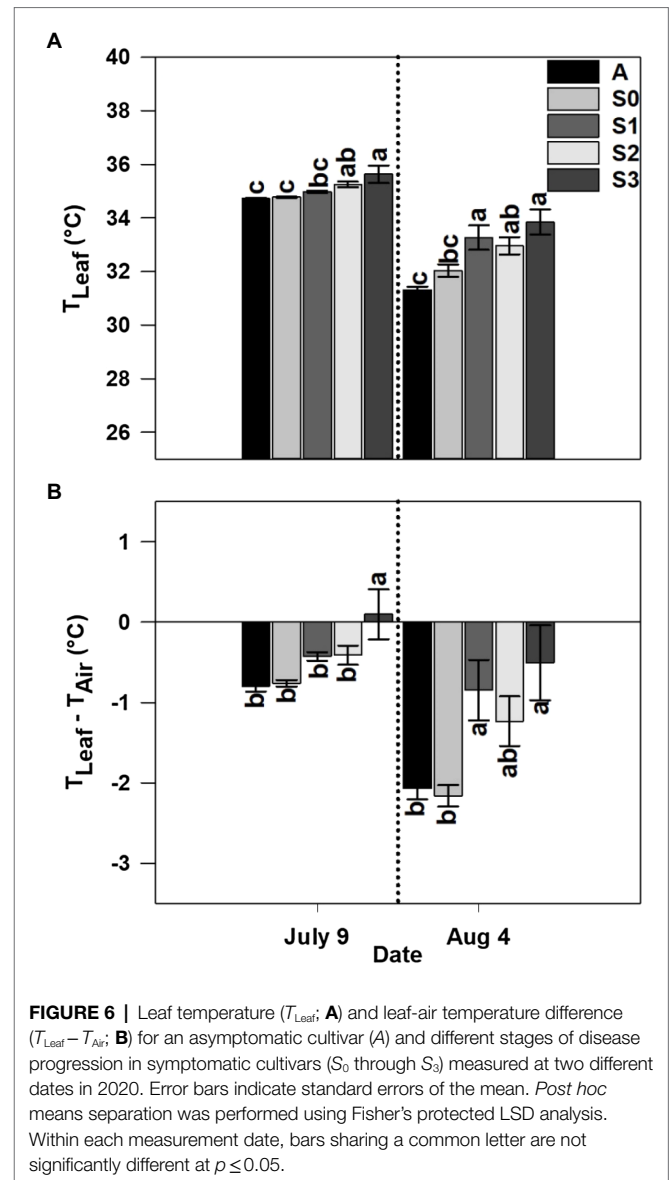 A
40
38
36
34
32
30
28
26
T_Leaf (°C)
A
S0
S1
S2
S3
c c bc ab a
c bc a ab a
B
1
0
-1
-2
-3
T_Leaf - T_Air (°C)
b b b b a
b b a ab a
July 9 Aug 4
Date
FIGURE 6 | Leaf temperature (T_Leaf; A) and leaf-air temperature difference
(T_Leaf – T_Air; B) for an asymptomatic cultivar (A) and different stages of disease
progression in symptomatic cultivars (S_0 through S_3) measured at two different
dates in 2020. Error bars indicate standard errors of the mean. Post hoc
means separation was performed using Fisher's protected LSD analysis.
Within each measurement date, bars sharing a common letter are not
significantly different at p ≤ 0.05.